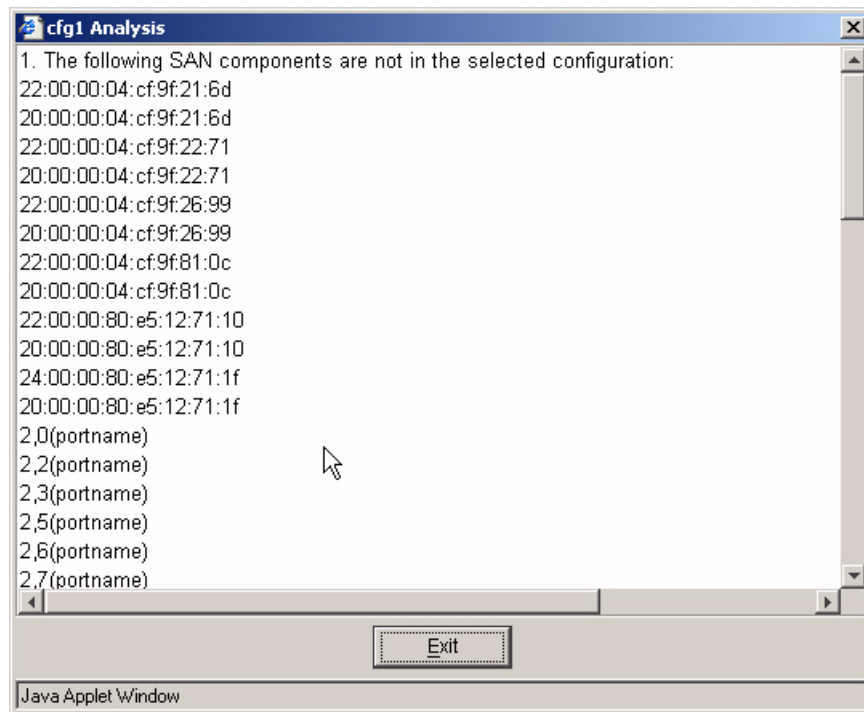 cfg1 Analysis
1. The following SAN components are not in the selected configuration:
22:00:00:04:cf:9f:21:6d
20:00:00:04:cf:9f:21:6d
22:00:00:04:cf:9f:22:71
20:00:00:04:cf:9f:22:71
22:00:00:04:cf:9f:26:99
20:00:00:04:cf:9f:26:99
22:00:00:04:cf:9f:81:0c
20:00:00:04:cf:9f:81:0c
22:00:00:80:e5:12:71:10
20:00:00:80:e5:12:71:10
24:00:00:80:e5:12:71:1f
20:00:00:80:e5:12:71:1f
2,0(portname)
2,2(portname)
2,3(portname)
2,5(portname)
2,6(portname)
2,7(portname)
Exit
Java Applet Window